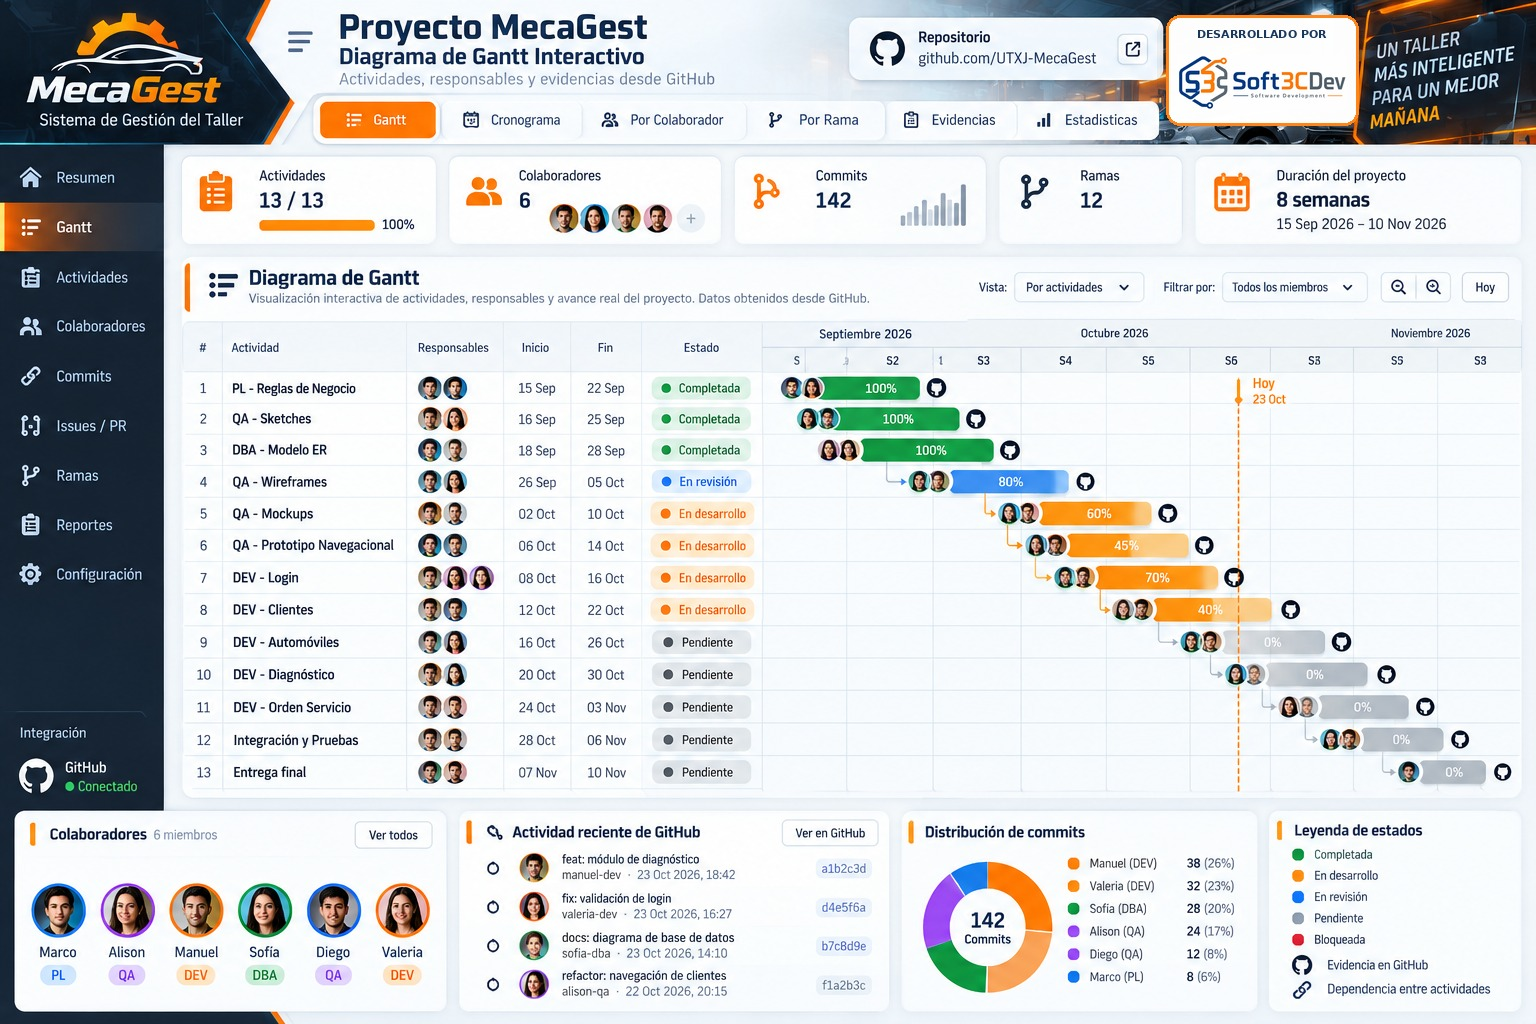 MecaGest
Sistema de Gestión del Taller
Proyecto MecaGest
Diagrama de Gantt Interactivo
Actividades, responsables y evidencias desde GitHub
Repositorio
github.com/UTXJ-MecaGest
DESARROLLADO POR
Soft3CDev
Software Development
UN TALLER
MÁS INTELIGENTE
PARA UN MEJOR
MAÑANA
Gantt
Cronograma
Por Colaborador
Por Rama
Evidencias
Estadisticas
Resumen
Gantt
Actividades
Colaboradores
Commits
Issues / PR
Ramas
Reportes
Configuración
Integración
GitHub
Conectado
Actividades
13 / 13
100%
Colaboradores
6
+
Commits
142
Ramas
12
Duración del proyecto
8 semanas
15 Sep 2026 – 10 Nov 2026
Diagrama de Gantt
Visualización interactiva de actividades, responsables y avance real del proyecto. Datos obtenidos desde GitHub.
Vista:
Por actividades
Filtrar por:
Todos los miembros
Hoy
# Actividad Responsables Inicio Fin Estado
Septiembre 2026 Octubre 2026 Noviembre 2026
S S2 1 S3 S4 S5 S6 S3 S5 S3
Hoy
23 Oct
1 PL - Reglas de Negocio 15 Sep 22 Sep Completada 100%
2 QA - Sketches 16 Sep 25 Sep Completada 100%
3 DBA - Modelo ER 18 Sep 28 Sep Completada 100%
4 QA - Wireframes 26 Sep 05 Oct En revisión 80%
5 QA - Mockups 02 Oct 10 Oct En desarrollo 60%
6 QA - Prototipo Navegacional 06 Oct 14 Oct En desarrollo 45%
7 DEV - Login 08 Oct 16 Oct En desarrollo 70%
8 DEV - Clientes 12 Oct 22 Oct En desarrollo 40%
9 DEV - Automóviles 16 Oct 26 Oct Pendiente 0%
10 DEV - Diagnóstico 20 Oct 30 Oct Pendiente 0%
11 DEV - Orden Servicio 24 Oct 03 Nov Pendiente 0%
12 Integración y Pruebas 28 Oct 06 Nov Pendiente 0%
13 Entrega final 07 Nov 10 Nov Pendiente 0%
Colaboradores 6 miembros
Ver todos
Marco Alison Manuel Sofía Diego Valeria
PL QA DEV DBA QA DEV
Actividad reciente de GitHub
Ver en GitHub
feat: módulo de diagnóstico
manuel-dev · 23 Oct 2026, 18:42
a1b2c3d
fix: validación de login
valeria-dev · 23 Oct 2026, 16:27
d4e5f6a
docs: diagrama de base de datos
sofia-dba · 23 Oct 2026, 14:10
b7c8d9e
refactor: navegación de clientes
alison-qa · 22 Oct 2026, 20:15
f1a2b3c
Distribución de commits
142
Commits
Manuel (DEV) 38 (26%)
Valeria (DEV) 32 (23%)
Sofía (DBA) 28 (20%)
Alison (QA) 24 (17%)
Diego (QA) 12 (8%)
Marco (PL) 8 (6%)
Leyenda de estados
Completada
En desarrollo
En revisión
Pendiente
Bloqueada
Evidencia en GitHub
Dependencia entre actividades